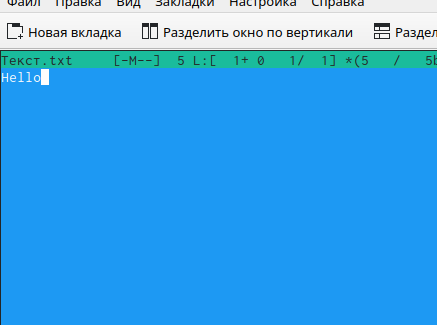 Файл Правка Вид Закладки Настройка Справка
Новая вкладка Разделить окно по вертикали
Текст.txt [-M--] 5 L:[ 1+ 0 1/ 1] *(5 / 5b
Hello